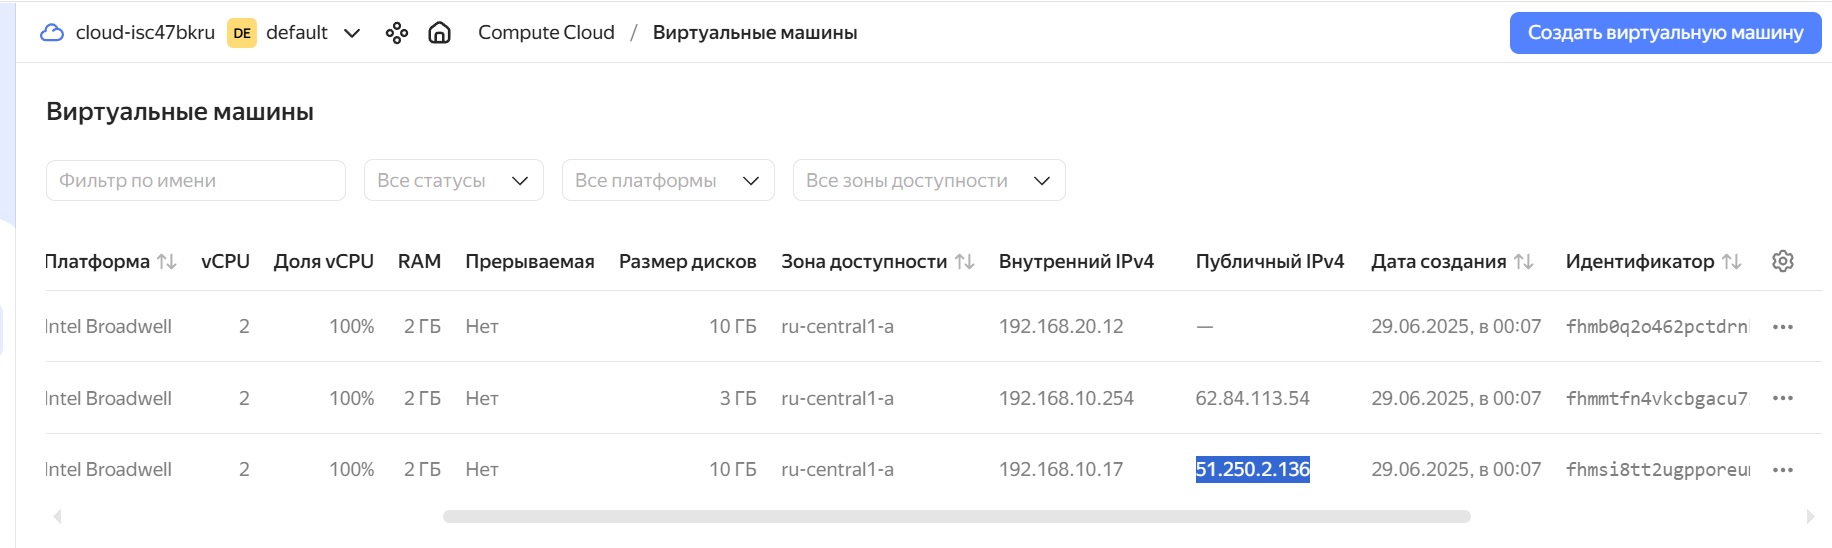 cloud-isc47bkru DE default Compute Cloud / Виртуальные машины Создать виртуальную машину
Виртуальные машины
Фильтр по имени Все статусы Все платформы Все зоны доступности
Платформа vCPU Доля vCPU RAM Прерываемая Размер дисков Зона доступности Внутренний IPv4 Публичный IPv4 Дата создания Идентификатор
Intel Broadwell 2 100% 2 ГБ Нет 10 ГБ ru-central1-a 192.168.20.12 — 29.06.2025, в 00:07 fhmb0q2o462pctdrn
Intel Broadwell 2 100% 2 ГБ Нет 3 ГБ ru-central1-a 192.168.10.254 62.84.113.54 29.06.2025, в 00:07 fhmmtfn4vkcbgacu7
Intel Broadwell 2 100% 2 ГБ Нет 10 ГБ ru-central1-a 192.168.10.17 51.250.2.136 29.06.2025, в 00:07 fhmsi8tt2ugpporeu